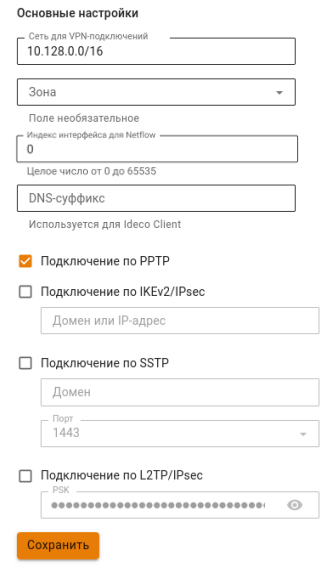 Основные настройки
Сеть для VPN-подключений
10.128.0.0/16
Зона
Поле необязательное
Индекс интерфейса для Netflow
0
Целое число от 0 до 65535
DNS-суффикс
Используется для Ideco Client
Подключение по PPTP
Подключение по IKEv2/IPsec
Домен или IP-адрес
Подключение по SSTP
Домен
Порт
1443
Подключение по L2TP/IPsec
PSK
Сохранить